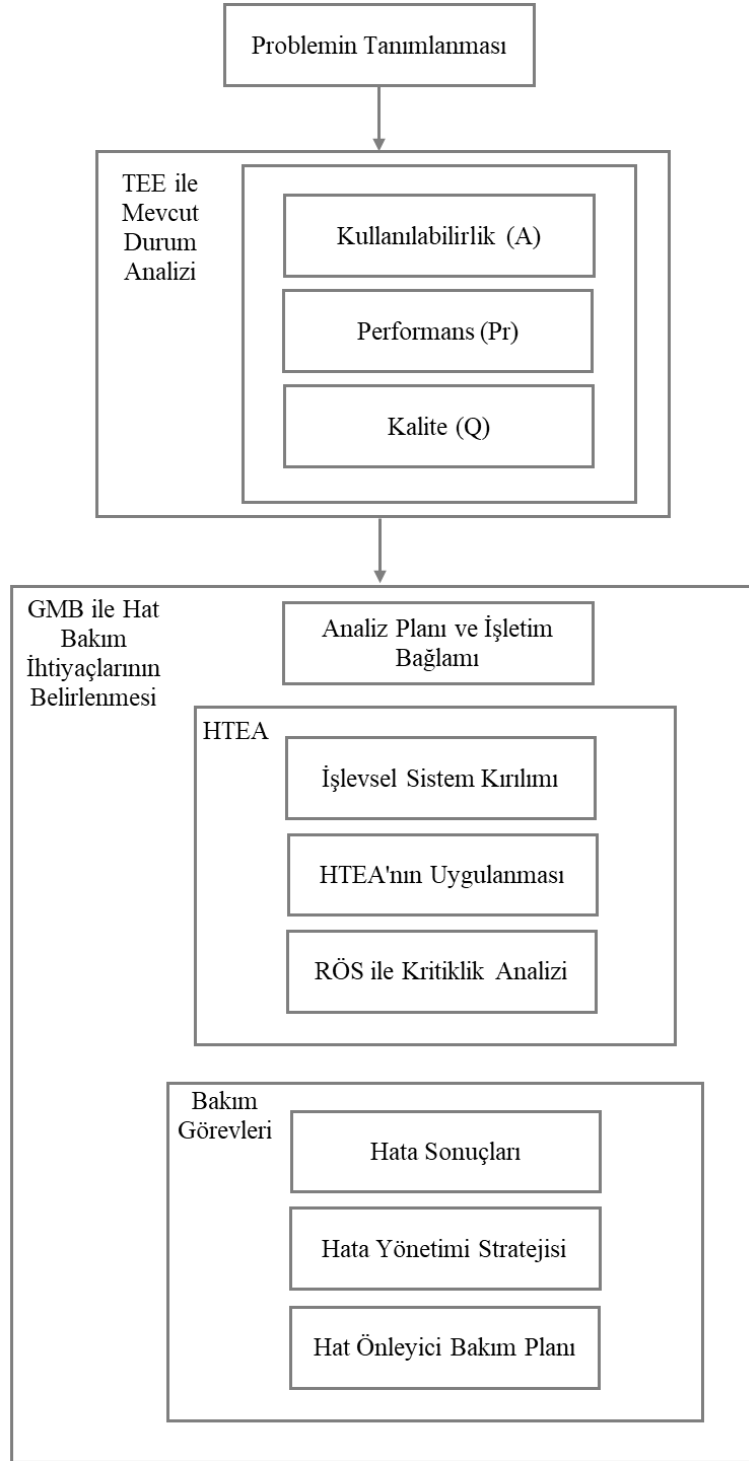 Problemin Tanımlanması
TEE ile
Mevcut
Durum
Analizi
Kullanılabilirlik (A)
Performans (Pr)
Kalite (Q)
GMB ile Hat
Bakım
İhtiyaçlarının
Belirlenmesi
Analiz Planı ve İşletim
Bağlamı
HTEA
İşlevsel Sistem Kırılımı
HTEA'nın Uygulanması
RÖS ile Kritiklik Analizi
Bakım
Görevleri
Hata Sonuçları
Hata Yönetimi Stratejisi
Hat Önleyici Bakım Planı